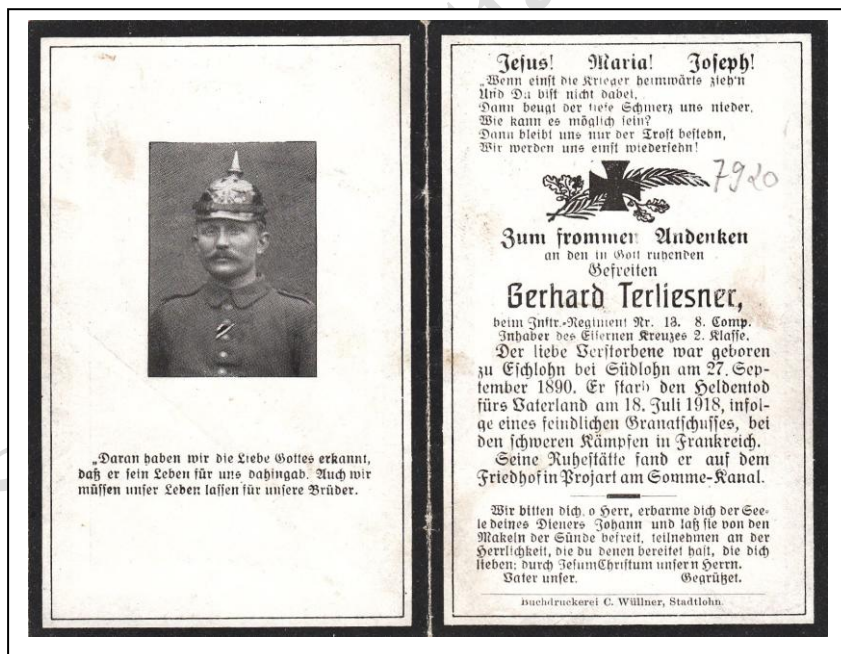 „Daran haben wir die Liebe Gottes erkannt,
daß er sein Leben für uns dahingab. Auch wir
müssen unser Leben lassen für unsere Brüder.
Jesus! Maria! Joseph!
„Wenn einst die Krieger heimwärts zieh'n
Und Du bist nicht dabei,
Dann beugt der tiefe Schmerz uns nieder,
Wie kann es möglich sein?
Dann bleibt uns nur der Trost bestehn,
Wir werden uns einst wiedersehn!
7920
Zum frommen Andenken
an den in Gott ruhenden
Gefreiten
Gerhard Terliesner,
beim Inftr.-Regiment Nr. 13. 8. Comp.
Inhaber des Eisernen Kreuzes 2. Klasse.
Der liebe Verstorbene war geboren
zu Eschlohn bei Südlohn am 27. Sep-
tember 1890. Er starb den Heldentod
fürs Vaterland am 18. Juli 1918, infol-
ge eines feindlichen Granatschusses, bei
den schweren Kämpfen in Frankreich.
Seine Ruhestätte fand er auf dem
Friedhof in Projart am Somme-Kanal.
Wir bitten dich, o Herr, erbarme dich der See-
le deines Dieners Johann und laß sie von den
Makeln der Sünde befreit, teilnehmen an der
Herrlichkeit, die du denen bereitet hast, die dich
lieben; durch Jesum Christum unsern Herrn.
Vater unser. Gegrüßet.
Buchdruckerei C. Wüllner, Stadtlohn.